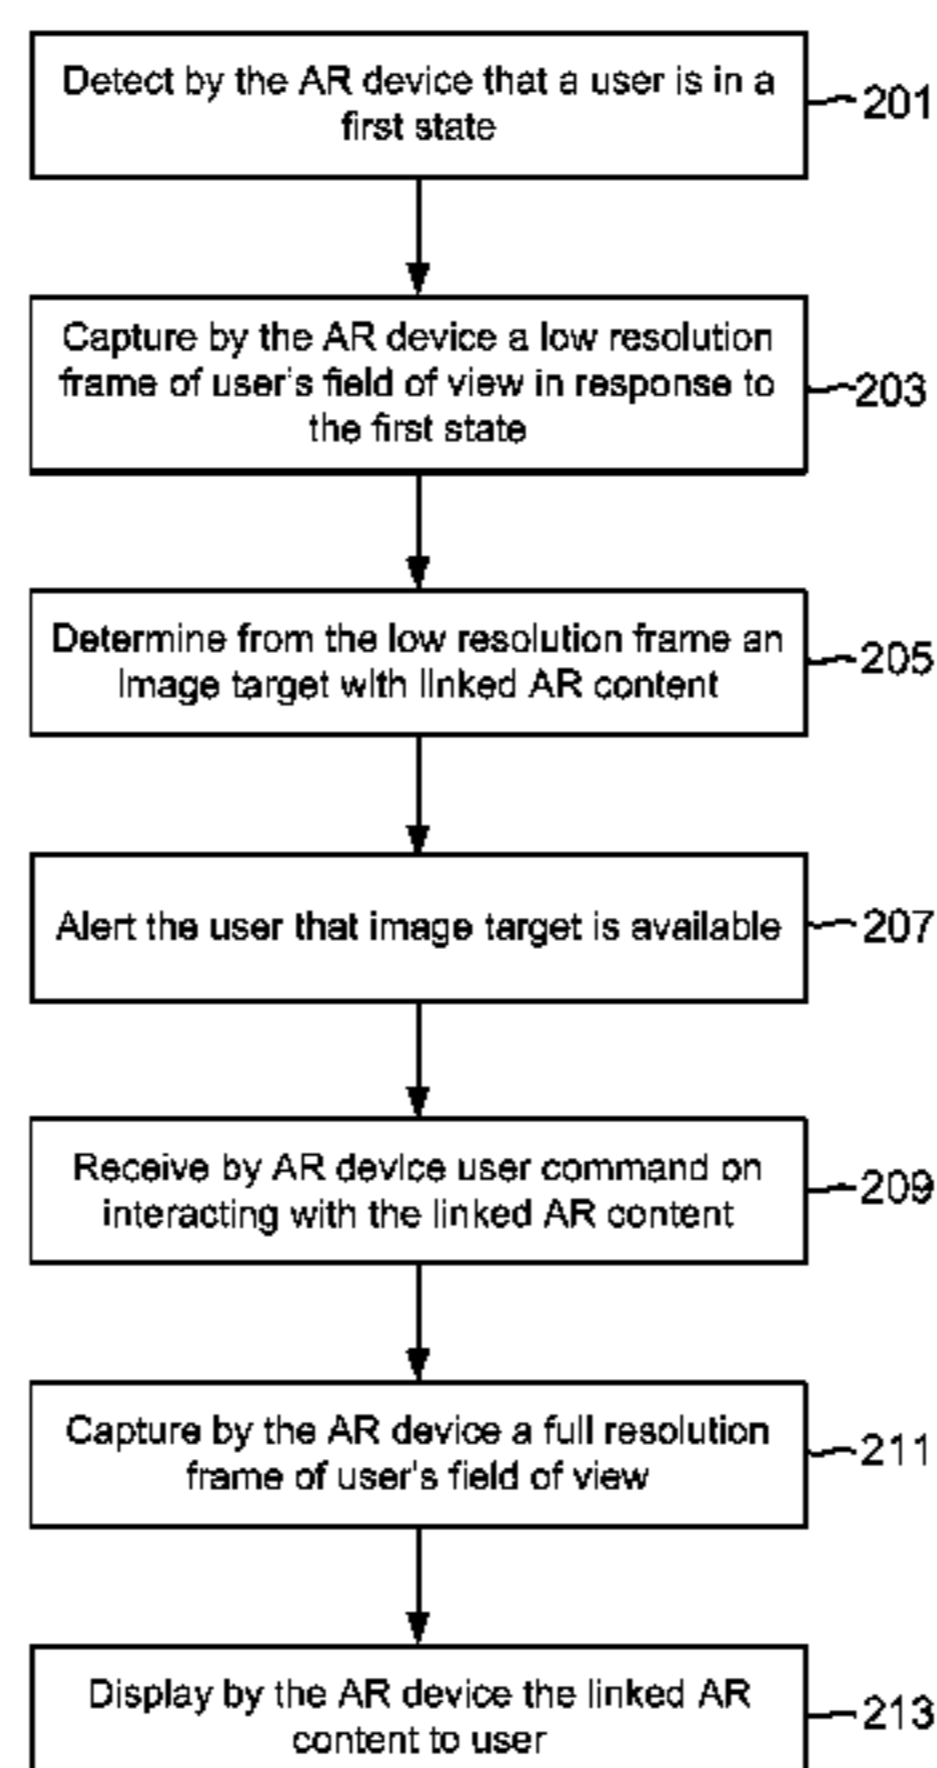 Detect by the AR device that a user is in a
first state
201
Capture by the AR device a low resolution
frame of user's field of view in response to
the first state
203
Determine from the low resolution frame an
image target with linked AR content
205
Alert the user that image target is available
207
Receive by AR device user command on
interacting with the linked AR content
209
Capture by the AR device a full resolution
frame of user's field of view
211
Display by the AR device the linked AR
content to user
213